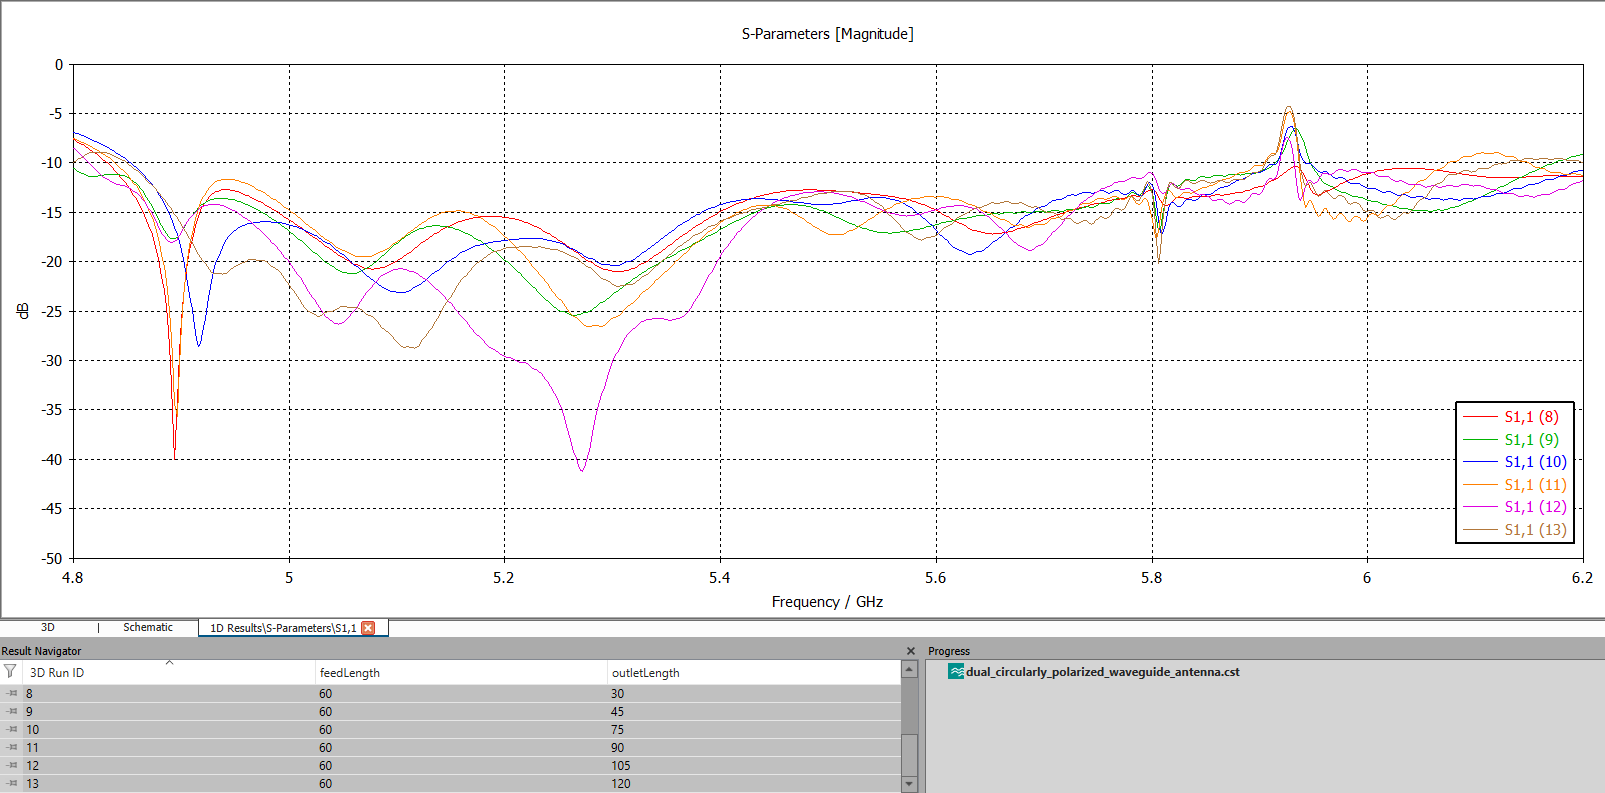 S-Parameters [Magnitude]
0
-5
-10
-15
-20
-25
-30
-35
-40
-45
-50
dB
4.8 5 5.2 5.4 5.6 5.8 6 6.2
Frequency / GHz
S1,1 (8)
S1,1 (9)
S1,1 (10)
S1,1 (11)
S1,1 (12)
S1,1 (13)
3D | Schematic 1D Results\S-Parameters\S1,1
Result Navigator
3D Run ID feedLength outletLength
8 60 30
9 60 45
10 60 75
11 60 90
12 60 105
13 60 120
Progress
dual_circularly_polarized_waveguide_antenna.cst